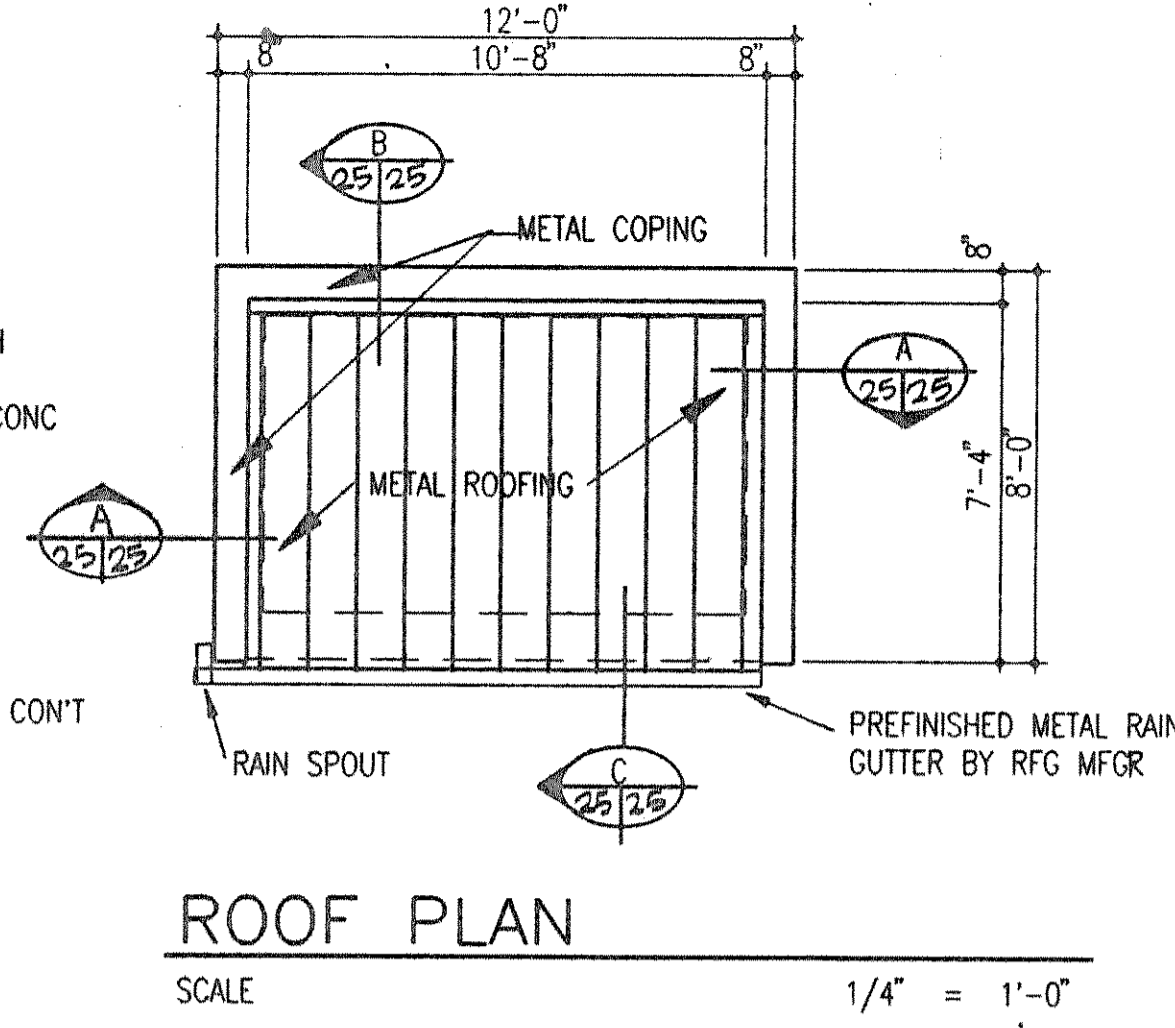 12'-0"
8" 10'-8" 8"
B
25 25
METAL COPING
8"
A
25 25
CONC
7'-4"
8'-0"
METAL ROOFING
A
25 25
CON'T
RAIN SPOUT
PREFINISHED METAL RAIN
GUTTER BY RFG MFGR
C
25 25
ROOF PLAN
SCALE 1/4" = 1'-0"